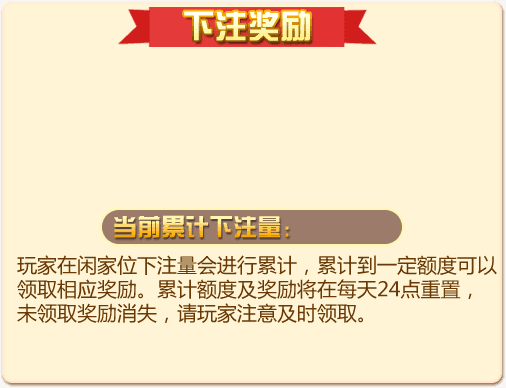 下注奖励
当前累计下注量：
玩家在闲家位下注量会进行累计，累计到一定额度可以
领取相应奖励。累计额度及奖励将在每天24点重置，
未领取奖励消失，请玩家注意及时领取。